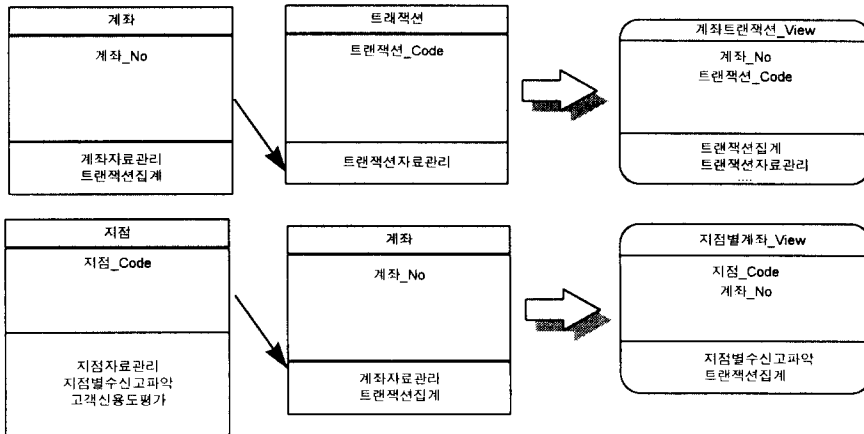 계좌
계좌_No
계좌자료관리
트랜잭션집계
트래잭션
트랜잭션_Code
트랜잭션자료관리
계좌트랜잭션_View
계좌_No
트랜잭션_Code
트랜잭션집계
트랜잭션자료관리
....
지점
지점_Code
지점자료관리
지점별수신고파악
고객신용도평가
계좌
계좌_No
계좌자료관리
트랜잭션집계
지점별계좌_View
지점_Code
계좌_No
지점별수신고파악
트랜잭션집계